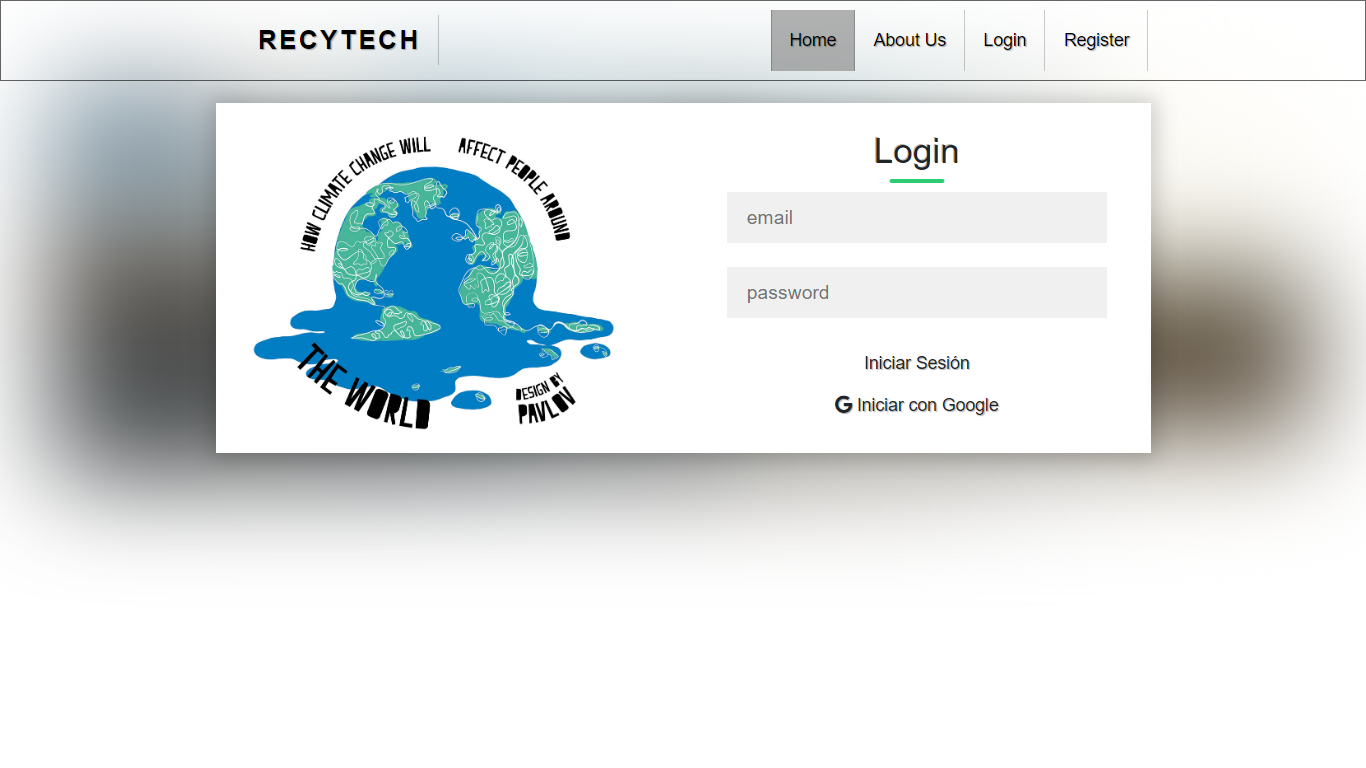 RECYTECH
Home
About Us
Login
Register
HOW CLIMATE CHANGE WILL AFFECT PEOPLE AROUND
THE WORLD
DESIGN BY
PAVLOV
Login
email
password
Iniciar Sesión
G Iniciar con Google